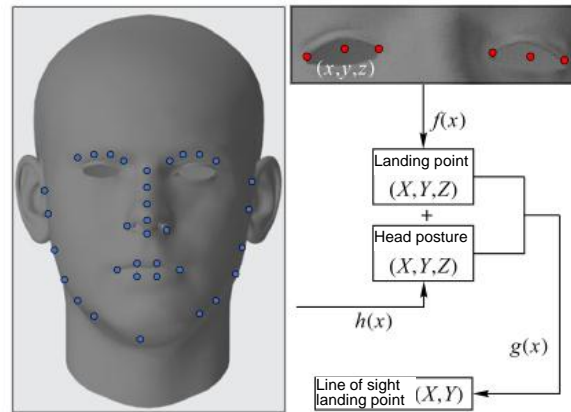 (x,y,z)
f(x)
Landing point
(X,Y,Z)
+
Head posture
(X,Y,Z)
h(x)
g(x)
Line of sight
landing point
(X,Y)